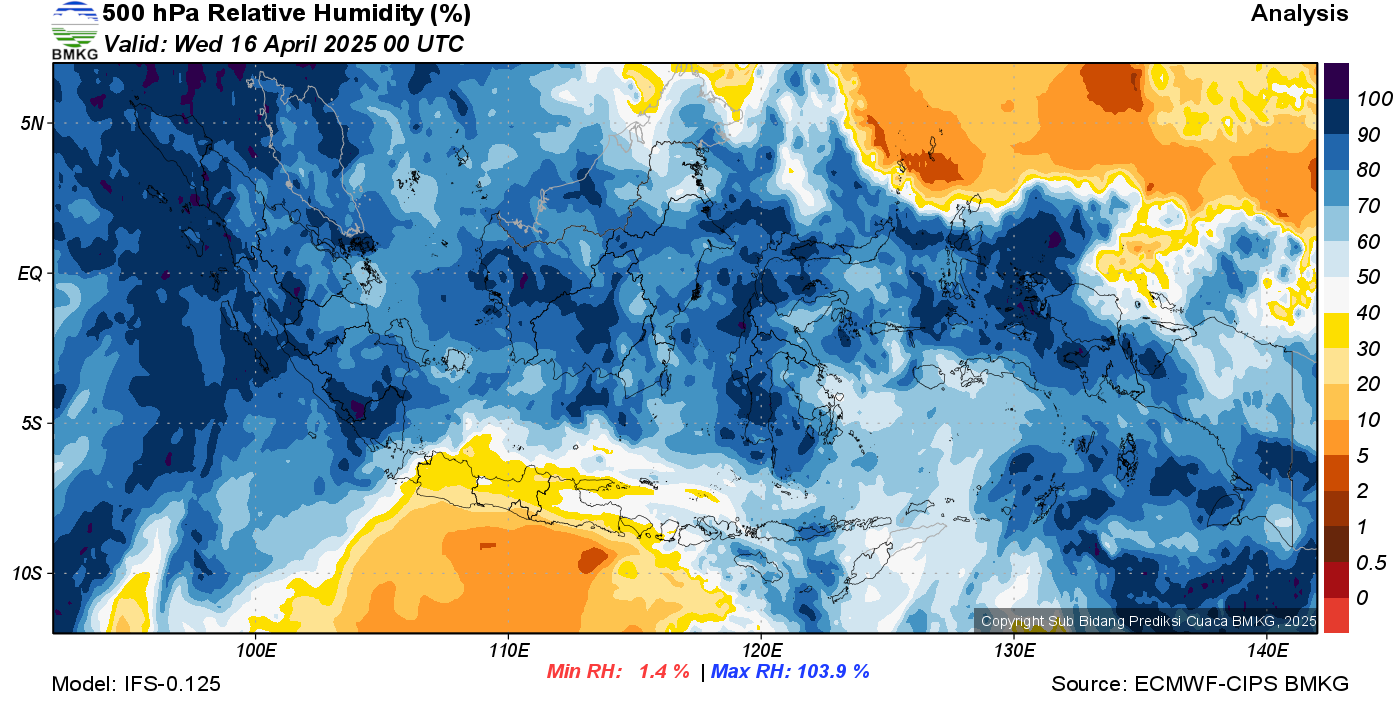 500 hPa Relative Humidity (%)
Analysis
BMKG
Valid: Wed 16 April 2025 00 UTC
5N
EQ
5S
10S
100
90
80
70
60
50
40
30
20
10
5
2
1
0.5
0
Copyright Sub Bidang Prediksi Cuaca BMKG, 2025
100E
110E
120E
130E
140E
Min RH: 1.4 % | Max RH: 103.9 %
Model: IFS-0.125
Source: ECMWF-CIPS BMKG